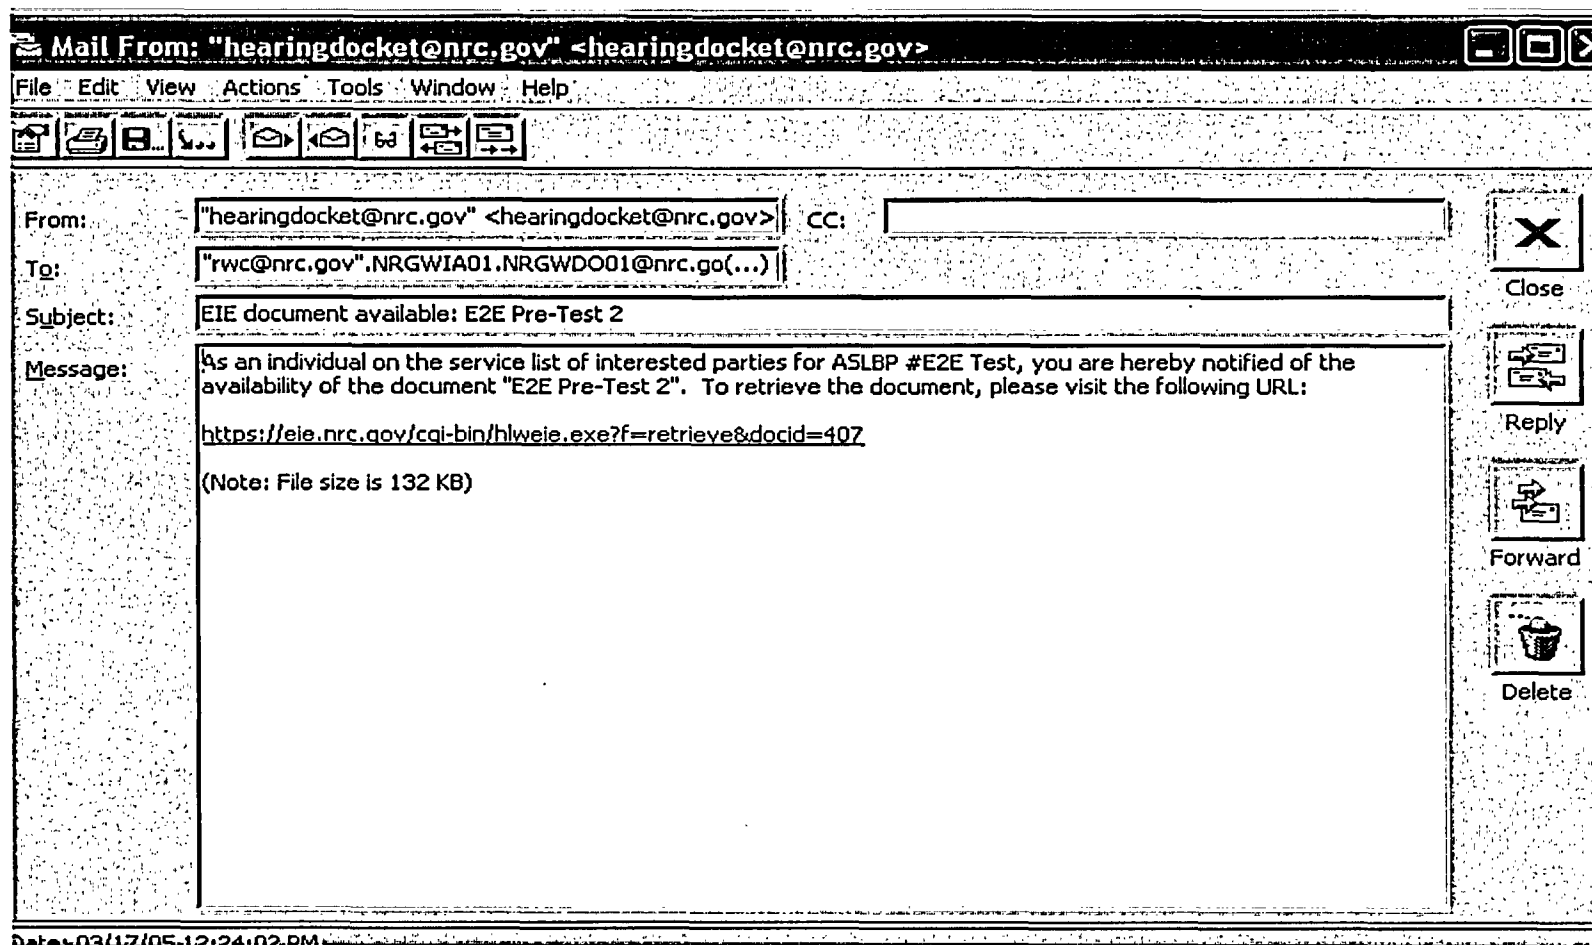 Mail From: "hearingdocket@nrc.gov" <hearingdocket@nrc.gov>
File Edit View Actions Tools Window Help
From: "hearingdocket@nrc.gov" <hearingdocket@nrc.gov> CC:
To: "rwc@nrc.gov".NRGWIA01.NRGWDO01@nrc.go(...)
Close
Subject: EIE document available: E2E Pre-Test 2
Message: As an individual on the service list of interested parties for ASLBP #E2E Test, you are hereby notified of the
availability of the document "E2E Pre-Test 2". To retrieve the document, please visit the following URL:
https://eie.nrc.gov/cgi-bin/hlweie.exe?f=retrieve&docid=407
Reply
(Note: File size is 132 KB)
Forward
Delete
Date: 03/17/05 12:24:02 PM